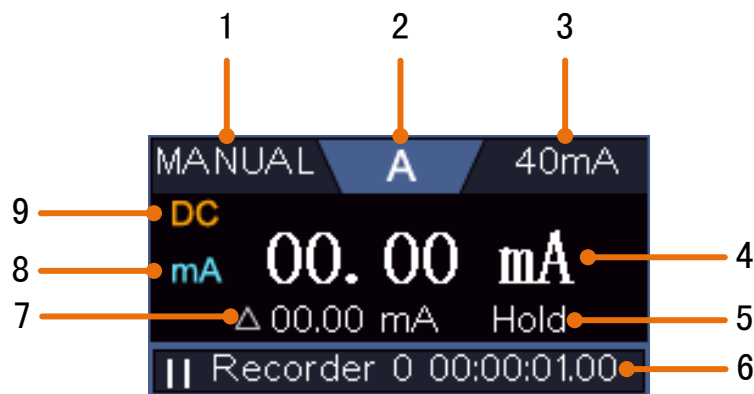 1 2 3
MANUAL A 40mA
9 DC
8 mA 00.00 mA 4
7 Δ 00.00 mA Hold 5
|| Recorder 0 00:00:01.00 6